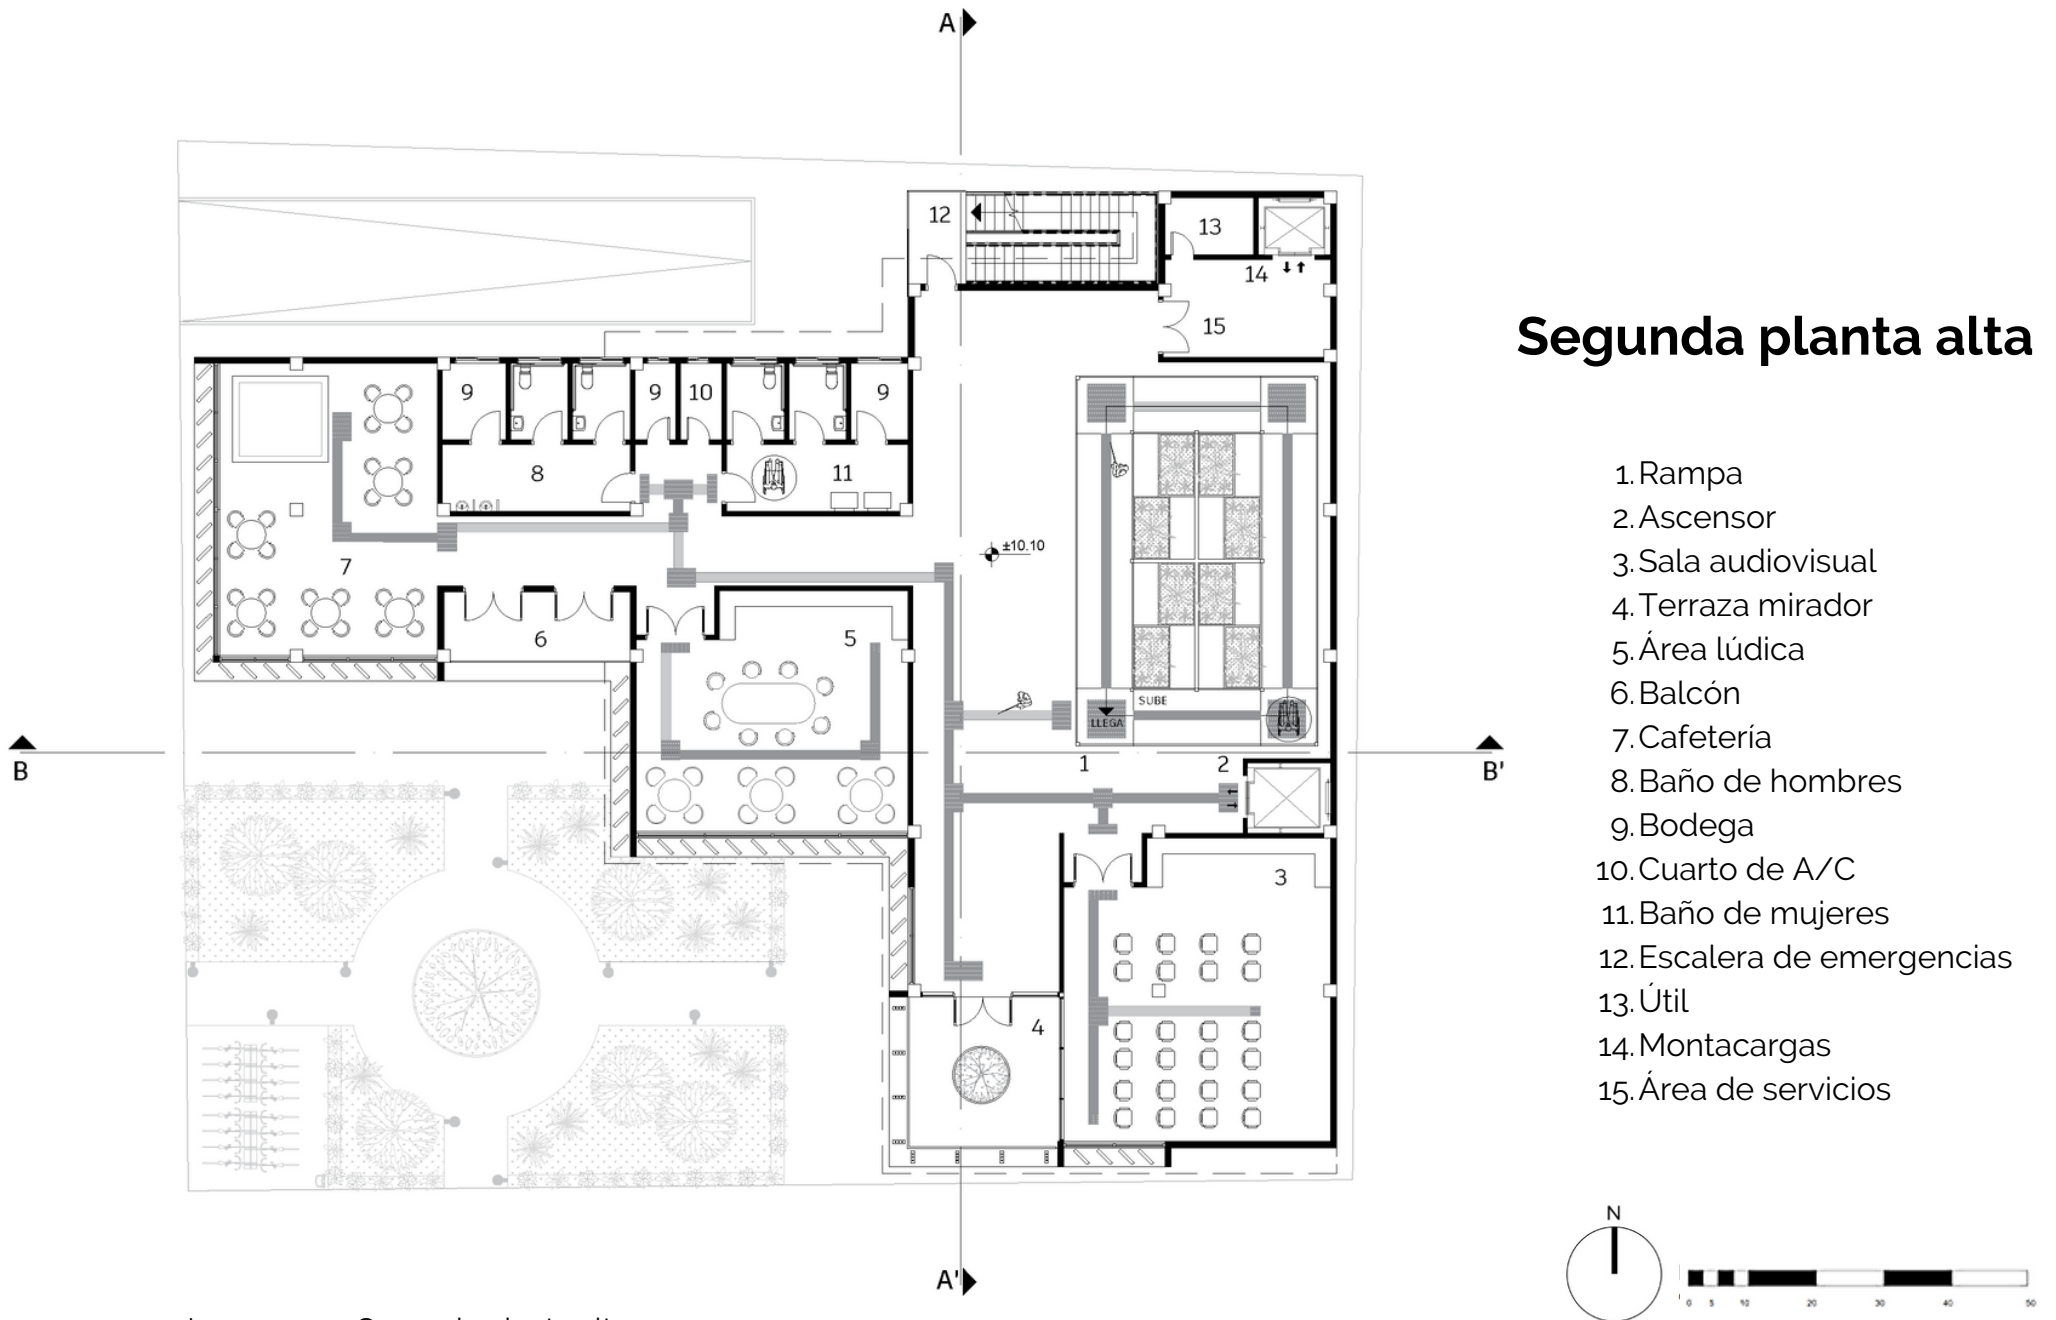 A
12
13
14
15
Segunda planta alta
9
9
10
9
8
11
±10.10
7
6
5
SUBE
LLEGA
B
B'
1
2
3
4
1. Rampa
2. Ascensor
3. Sala audiovisual
4. Terraza mirador
5. Área lúdica
6. Balcón
7. Cafetería
8. Baño de hombres
9. Bodega
10. Cuarto de A/C
11. Baño de mujeres
12. Escalera de emergencias
13. Útil
14. Montacargas
15. Área de servicios
N
A'
0 5 10 20 30 40 50